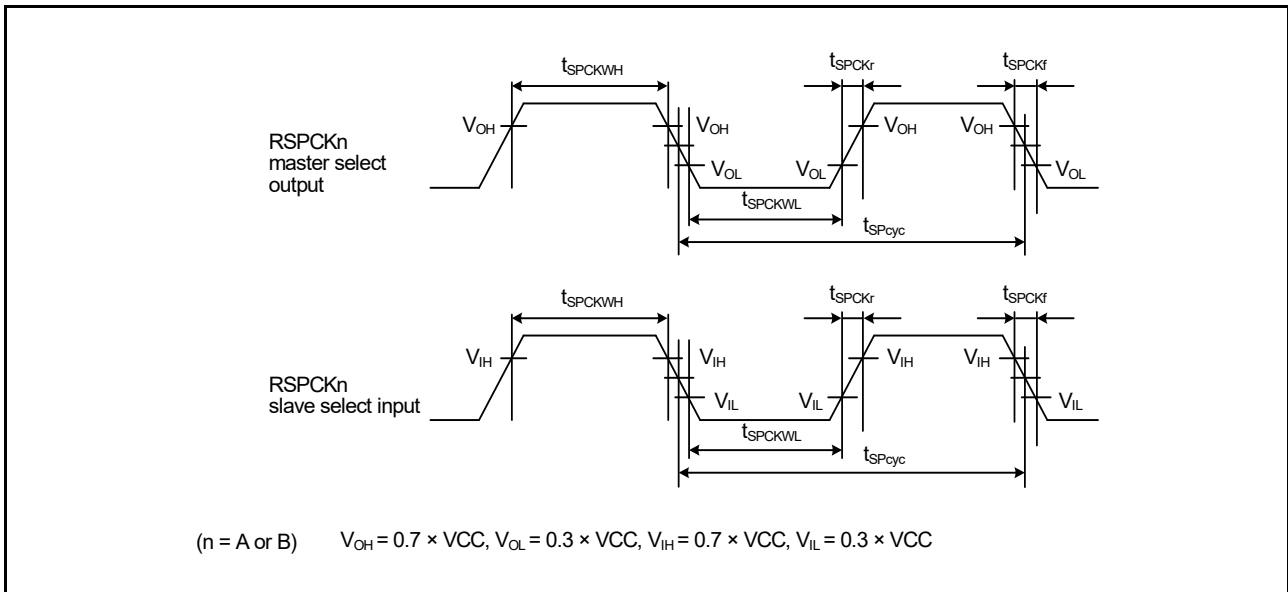 tSPCKWH
tSPCKr
tSPCKf
VOH
VOH
VOH
VOH
RSPCKn
master select
output
VOL
VOL
VOL
tSPCKWL
tSPcyc
tSPCKWH
tSPCKr
tSPCKf
VIH
VIH
VIH
VIH
RSPCKn
slave select input
VIL
VIL
VIL
tSPCKWL
tSPcyc
(n = A or B) VOH = 0.7 × VCC, VOL = 0.3 × VCC, VIH = 0.7 × VCC, VIL = 0.3 × VCC